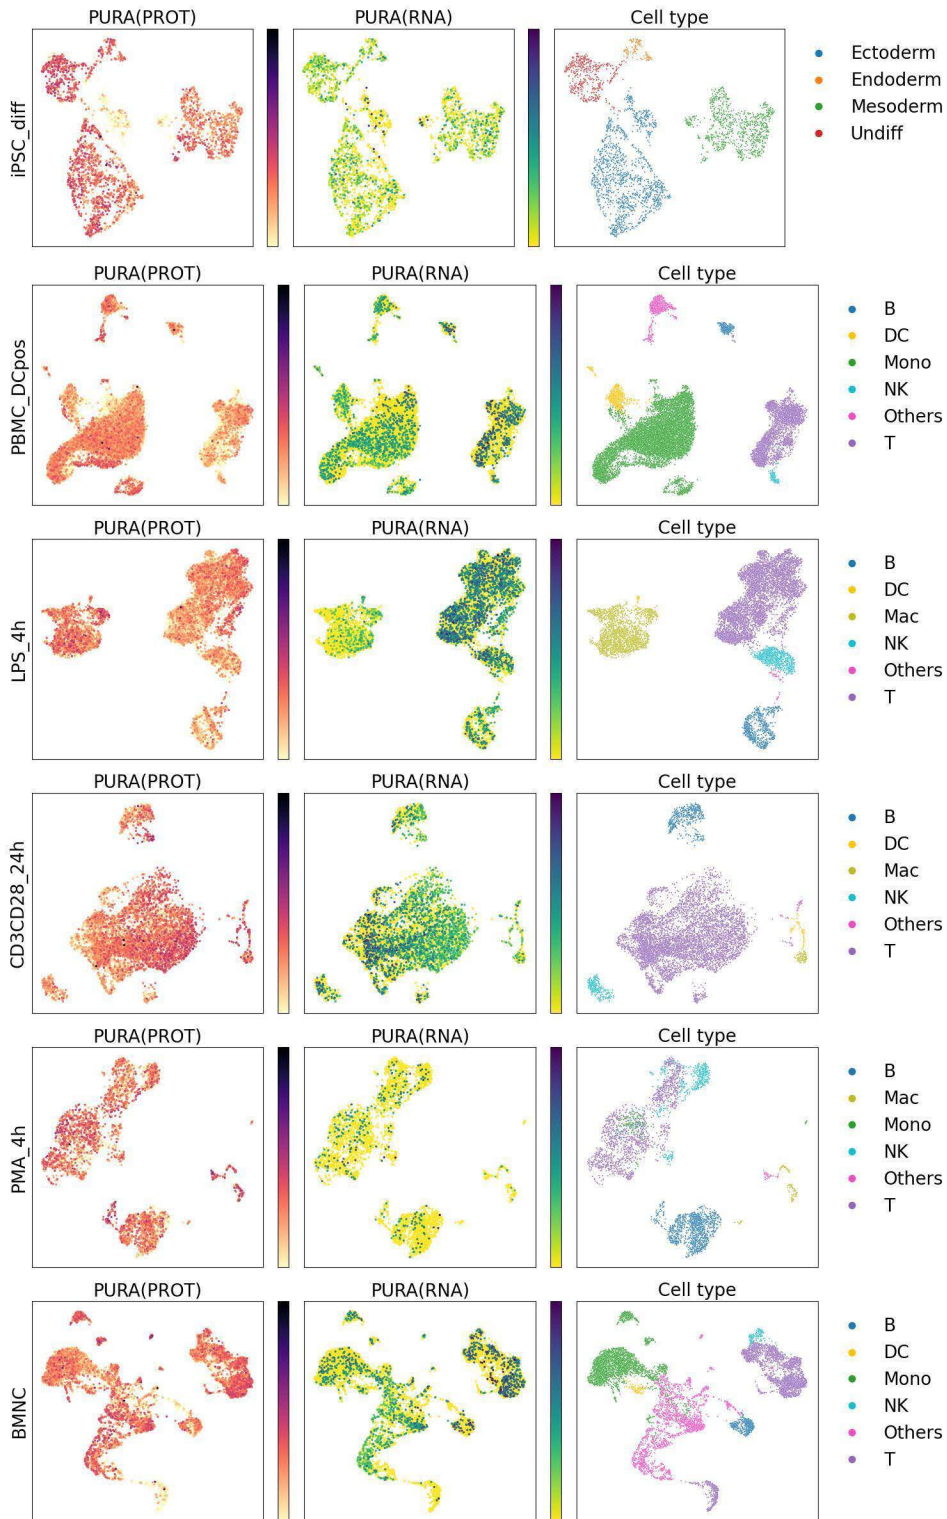 PURA(PROT) PURA(RNA) Cell type
iPSC_diff
Ectoderm
Endoderm
Mesoderm
Undiff
PURA(PROT) PURA(RNA) Cell type
PBMC_DCpos
B
DC
Mono
NK
Others
T
PURA(PROT) PURA(RNA) Cell type
LPS_4h
B
DC
Mac
NK
Others
T
PURA(PROT) PURA(RNA) Cell type
CD3CD28_24h
B
DC
Mac
NK
Others
T
PURA(PROT) PURA(RNA) Cell type
PMA_4h
B
Mac
Mono
NK
Others
T
PURA(PROT) PURA(RNA) Cell type
BMNC
B
DC
Mono
NK
Others
T